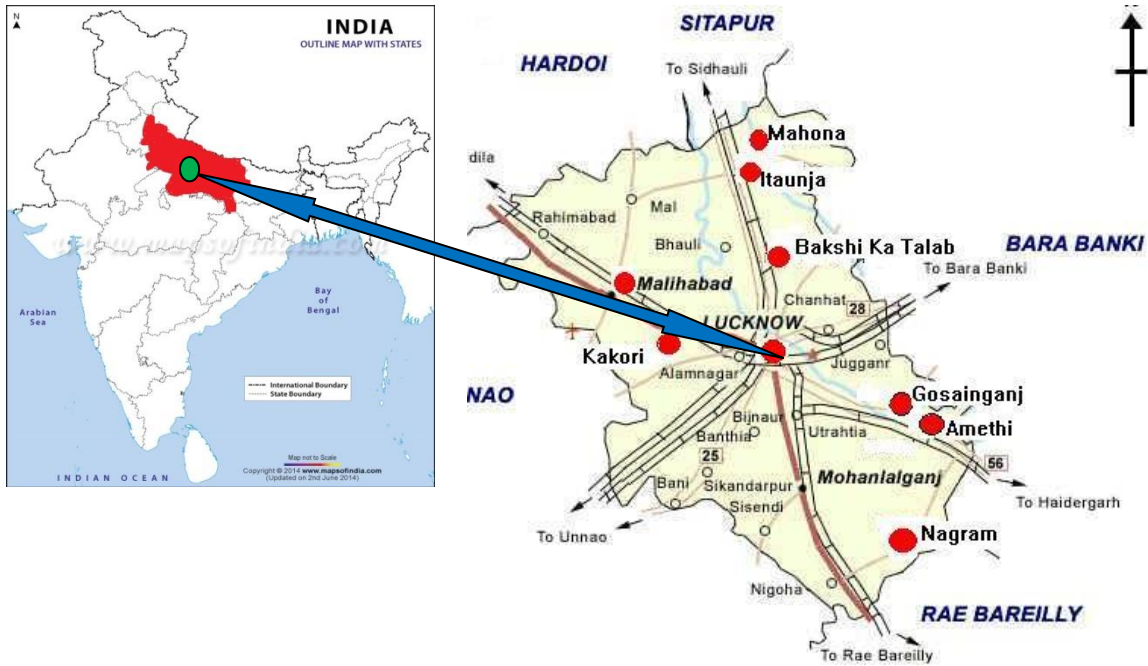 N
INDIA
OUTLINE MAP WITH STATES
www.mapsofindia.com
Arabian
Sea
Bay
of
Bengal
International Boundary
State Boundary
Map not to Scale
Copyright © 2014 www.mapsofindia.com
(Updated on 2nd June 2014)
INDIAN OCEAN
SITAPUR
HARDOI
To Sidhauli
Mahona
dila
Itaunja
Rahimabad
Mal
Bhauli
Bakshi Ka Talab
BARA BANKI
To Bara Banki
Malihabad
Chanhat
28
LUCKNOW
Kakori
Alamnagar
Jugganr
NAO
Gosainganj
Bijnaur
Amethi
Banthia
Utrahtia
25
56
Bani
Sikandarpur
Mohanlalganj
To Haidergarh
Sisendi
To Unnao
Nagram
Nigoha
RAE BAREILLY
To Rae Bareilly